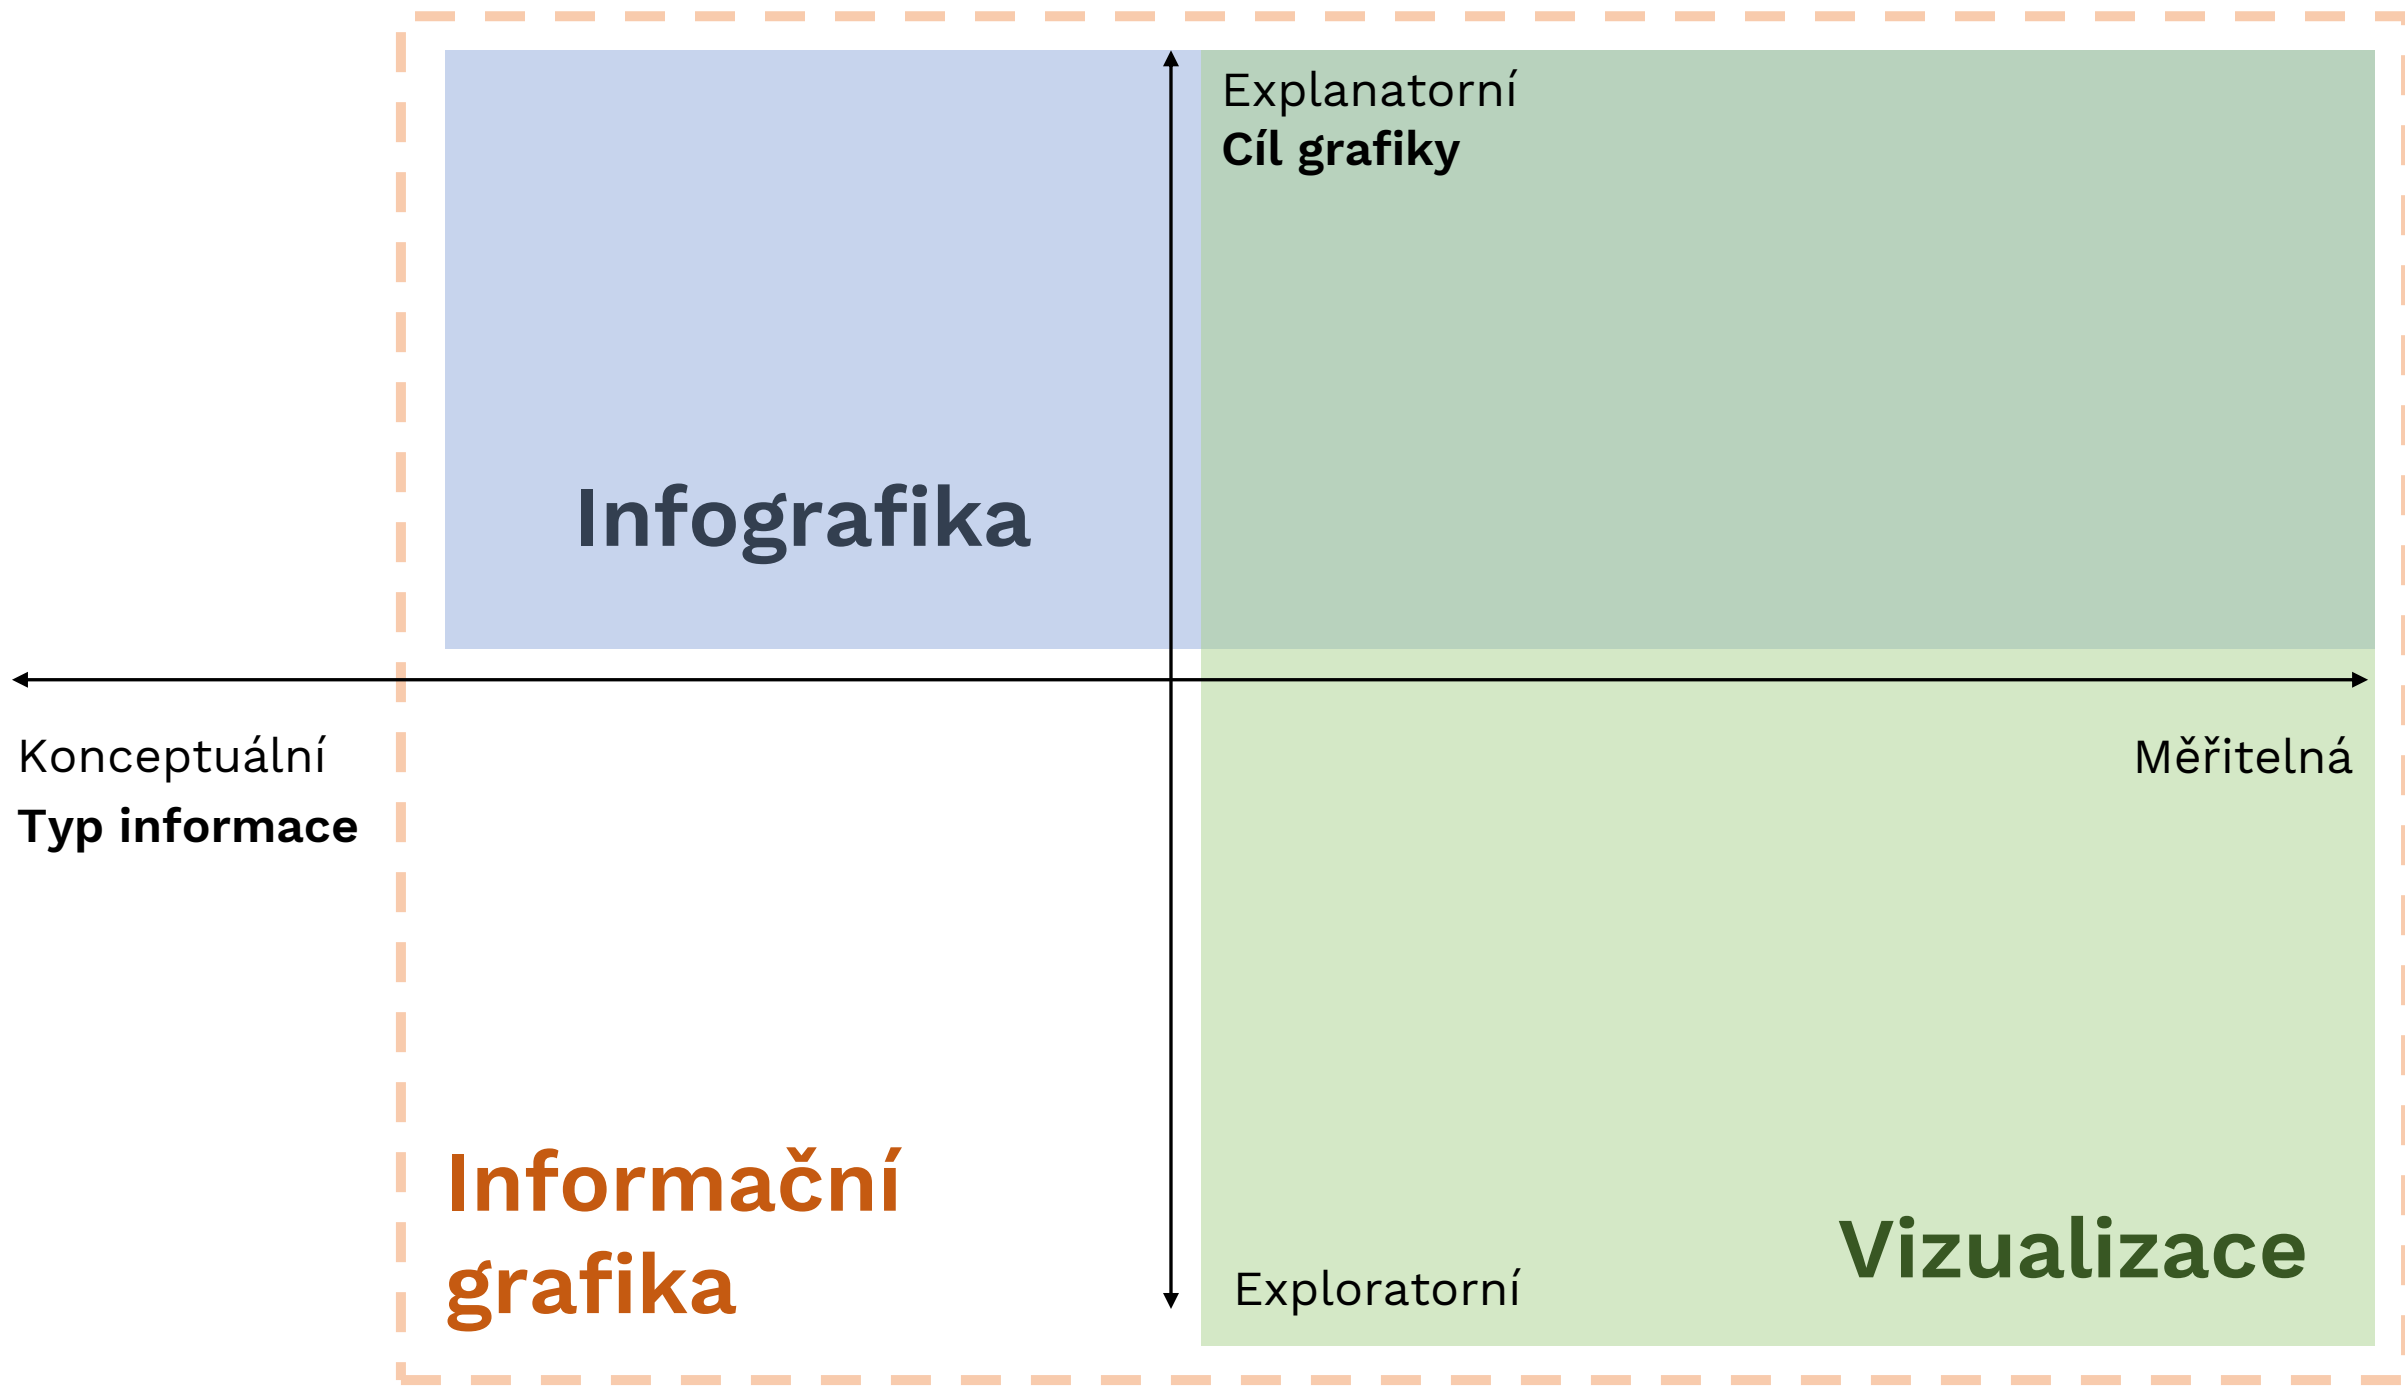 Explanatorní
Cíl grafiky
Infografika
Konceptuální
Typ informace
Měřitelná
Informační
grafika
Vizualizace
Exploratorní